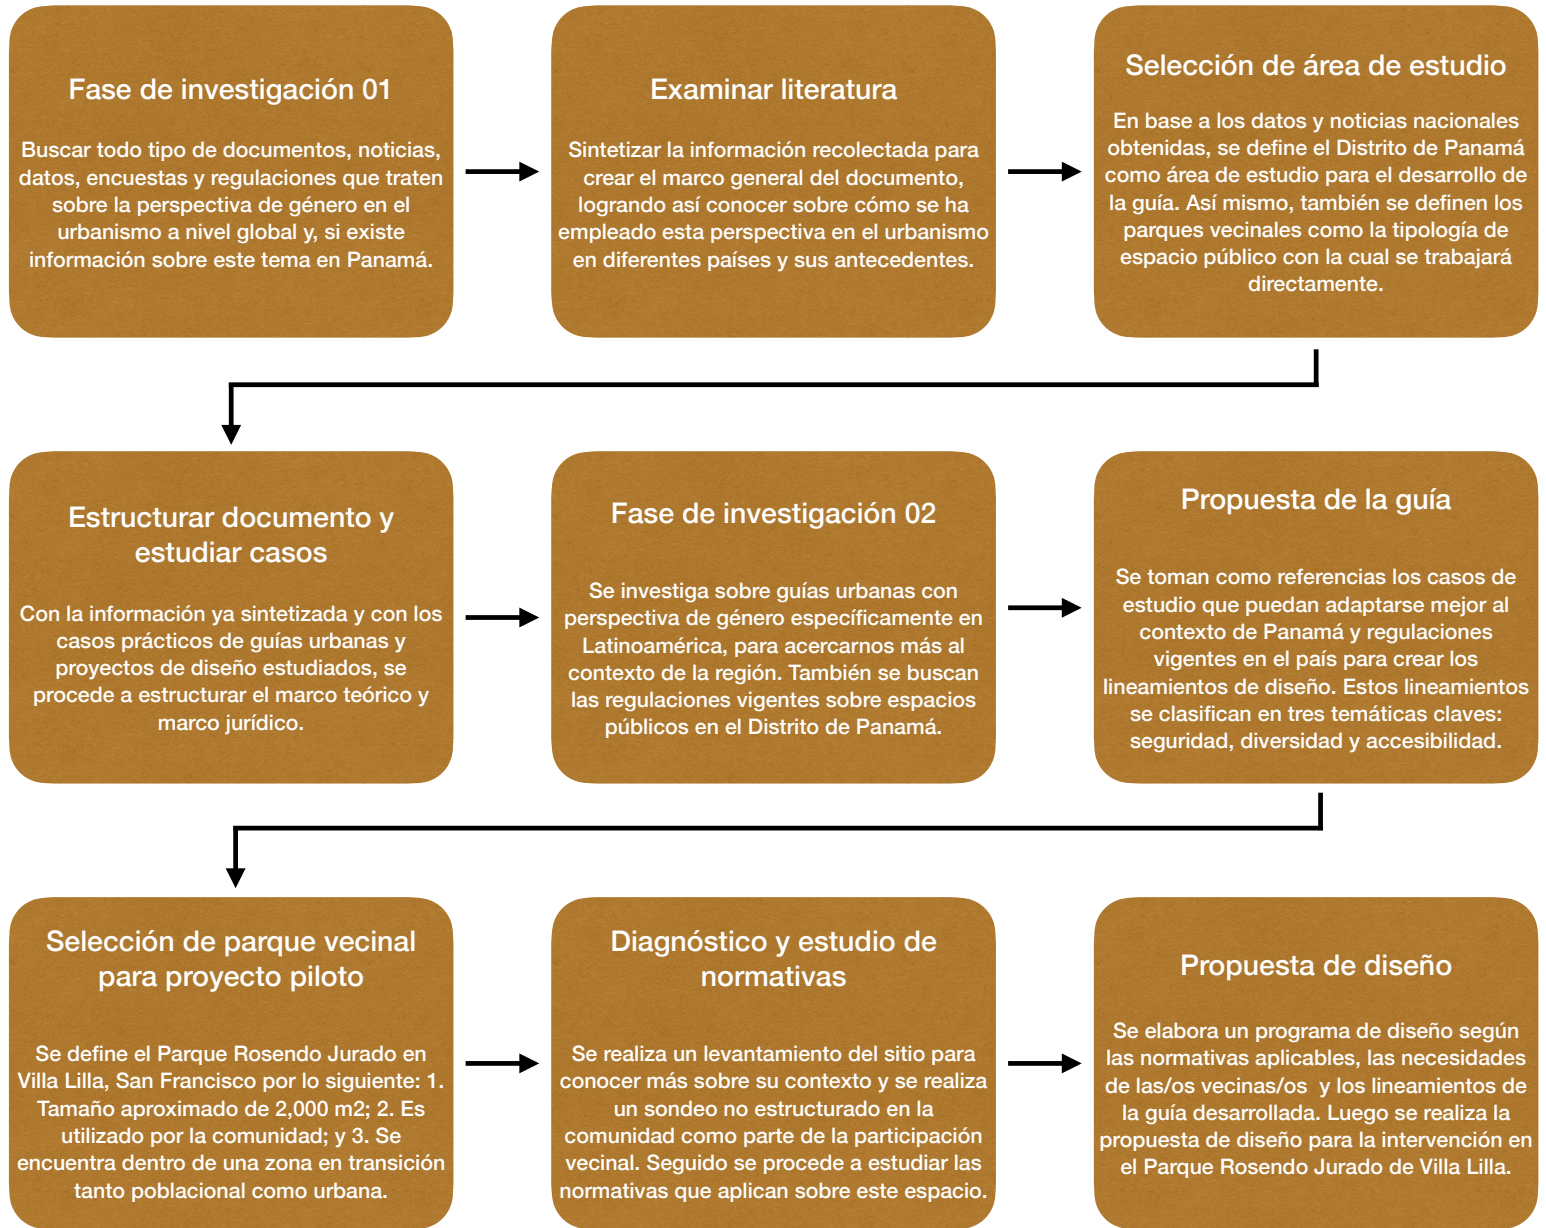 Fase de investigación 01
Buscar todo tipo de documentos, noticias,
datos, encuestas y regulaciones que traten
sobre la perspectiva de género en el
urbanismo a nivel global y, si existe
información sobre este tema en Panamá.
Examinar literatura
Sintetizar la información recolectada para
crear el marco general del documento,
logrando así conocer sobre cómo se ha
empleado esta perspectiva en el urbanismo
en diferentes países y sus antecedentes.
Selección de área de estudio
En base a los datos y noticias nacionales
obtenidas, se define el Distrito de Panamá
como área de estudio para el desarrollo de
la guía. Así mismo, también se definen los
parques vecinales como la tipología de
espacio público con la cual se trabajará
directamente.
Estructurar documento y
estudiar casos
Con la información ya sintetizada y con los
casos prácticos de guías urbanas y
proyectos de diseño estudiados, se
procede a estructurar el marco teórico y
marco jurídico.
Fase de investigación 02
Se investiga sobre guías urbanas con
perspectiva de género específicamente en
Latinoamérica, para acercarnos más al
contexto de la región. También se buscan
las regulaciones vigentes sobre espacios
públicos en el Distrito de Panamá.
Propuesta de la guía
Se toman como referencias los casos de
estudio que puedan adaptarse mejor al
contexto de Panamá y regulaciones
vigentes en el país para crear los
lineamientos de diseño. Estos lineamientos
se clasifican en tres temáticas claves:
seguridad, diversidad y accesibilidad.
Selección de parque vecinal
para proyecto piloto
Se define el Parque Rosendo Jurado en
Villa Lilla, San Francisco por lo siguiente: 1.
Tamaño aproximado de 2,000 m2; 2. Es
utilizado por la comunidad; y 3. Se
encuentra dentro de una zona en transición
tanto poblacional como urbana.
Diagnóstico y estudio de
normativas
Se realiza un levantamiento del sitio para
conocer más sobre su contexto y se realiza
un sondeo no estructurado en la
comunidad como parte de la participación
vecinal. Seguido se procede a estudiar las
normativas que aplican sobre este espacio.
Propuesta de diseño
Se elabora un programa de diseño según
las normativas aplicables, las necesidades
de las/os vecinas/os y los lineamientos de
la guía desarrollada. Luego se realiza la
propuesta de diseño para la intervención en
el Parque Rosendo Jurado de Villa Lilla.